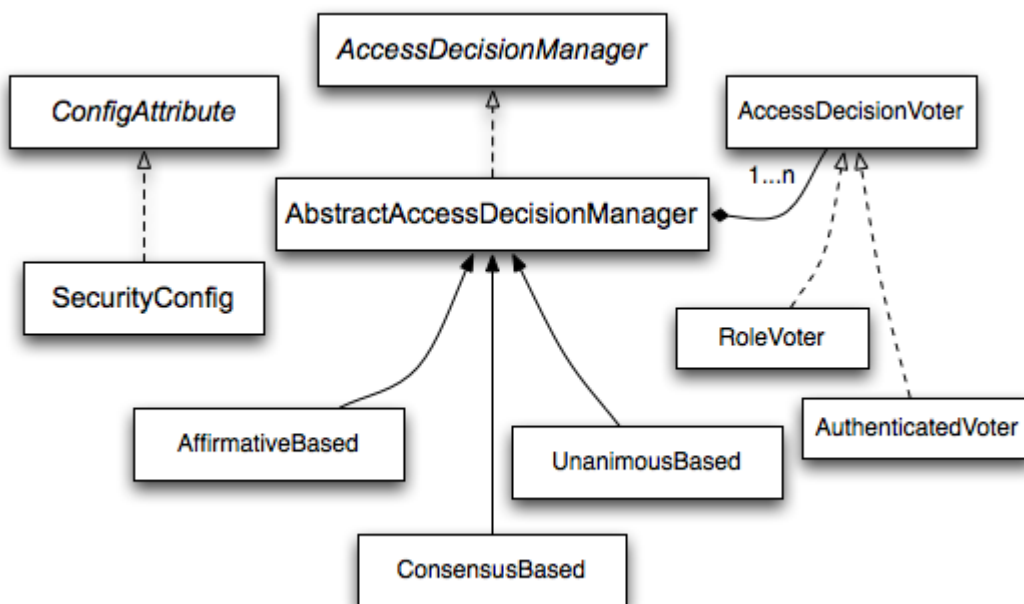 AccessDecisionManager
ConfigAttribute
AccessDecisionVoter
1...n
AbstractAccessDecisionManager
SecurityConfig
RoleVoter
AffirmativeBased
UnanimousBased
AuthenticatedVoter
ConsensusBased